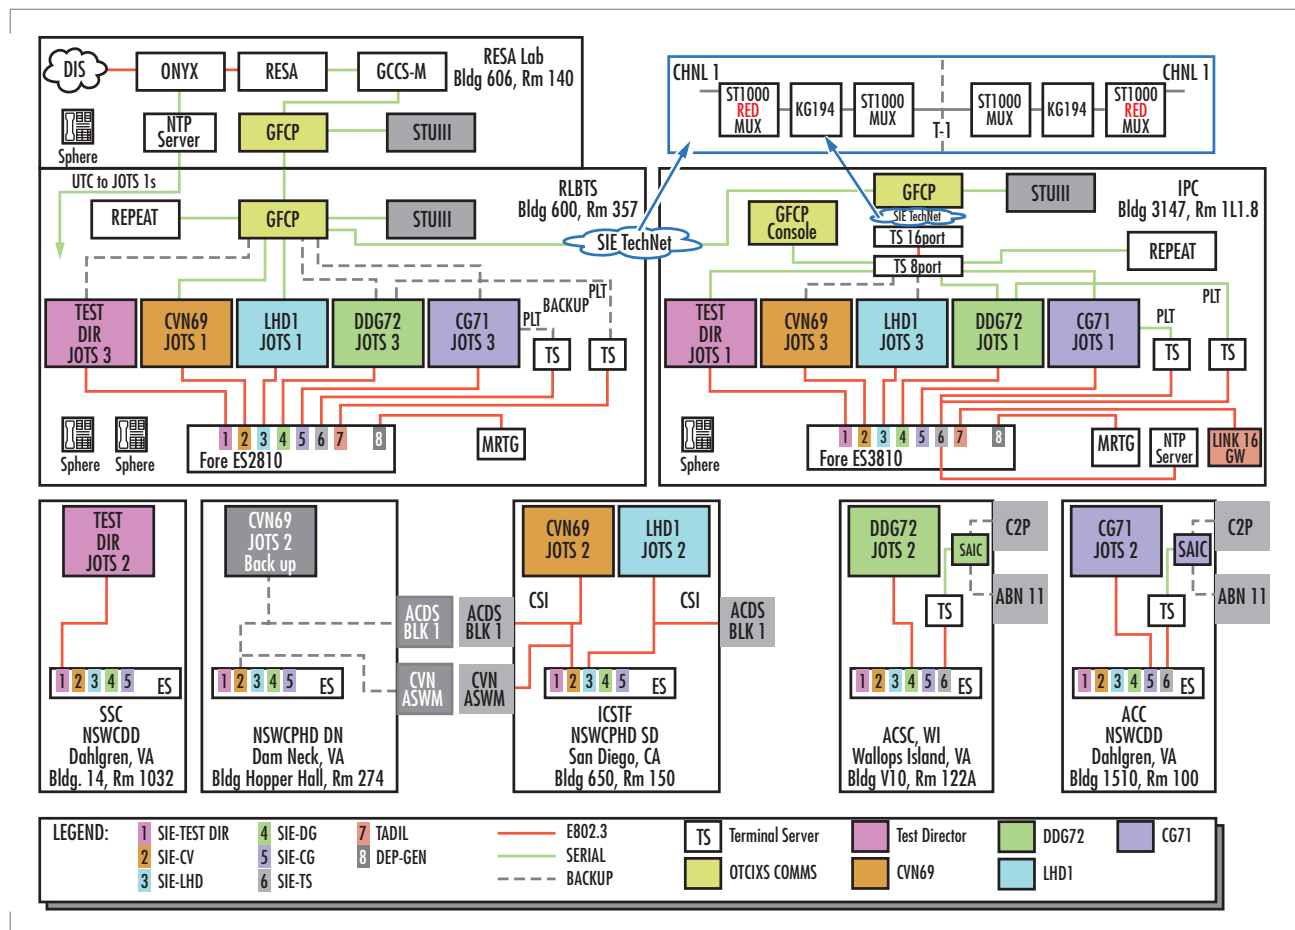 DIS
ONYX
RESA
GCCS-M
RESA Lab
Bldg 606, Rm 140
Sphere
NTP
Server
GFCP
STUIII
CHNL 1
ST1000
RED
MUX
KG194
ST1000
MUX
T-1
ST1000
MUX
KG194
ST1000
RED
MUX
CHNL 1
UTC to JOTS 1s
REPEAT
GFCP
STUIII
RLBTS
Bldg 600, Rm 357
SIE TechNet
TEST
DIR
JOTS 3
CVN69
JOTS 1
LHD1
JOTS 1
DDG72
JOTS 3
CG71
JOTS 3
PLT
BACKUP
PLT
TS
TS
Sphere
Sphere
1 2 3 4 5 6 7 8
Fore ES2810
MRTG
GFCP
Console
GFCP
SIE TechNet
TS 16port
TS 8port
STUIII
IPC
Bldg 3147, Rm 1L1.8
REPEAT
TEST
DIR
JOTS 1
CVN69
JOTS 3
LHD1
JOTS 3
DDG72
JOTS 1
CG71
JOTS 1
PLT
PLT
TS
TS
Sphere
1 2 3 4 5 6 7 8
Fore ES3810
MRTG
NTP
Server
LINK 16
GW
TEST
DIR
JOTS 2
1 2 3 4 5 ES
SSC
NSWCDD
Dahlgren, VA
Bldg. 14, Rm 1032
CVN69
JOTS 2
Back up
ACDS
BLK 1
CVN
ASWM
1 2 3 4 5 ES
NSWCPHD DN
Dam Neck, VA
Bldg Hopper Hall, Rm 274
CVN69
JOTS 2
LHD1
JOTS 2
CSI
CSI
ACDS
BLK 1
CVN
ASWM
ACDS
BLK 1
1 2 3 4 5 ES
ICSTF
NSWCPHD SD
San Diego, CA
Bldg 650, Rm 150
DDG72
JOTS 2
SAIC
C2P
ABN 11
TS
1 2 3 4 5 6 ES
ACSC, WI
Wallops Island, VA
Bldg V10, Rm 122A
CG71
JOTS 2
SAIC
C2P
ABN 11
TS
1 2 3 4 5 6 ES
ACC
NSWCDD
Dahlgren, VA
Bldg 1510, Rm 100
LEGEND:
1 SIE-TEST DIR
2 SIE-CV
3 SIE-LHD
4 SIE-DG
5 SIE-CG
6 SIE-TS
7 TADIL
8 DEP-GEN
E802.3
SERIAL
BACKUP
TS Terminal Server
OTCIXS COMMS
Test Director
CVN69
DDG72
LHD1
CG71